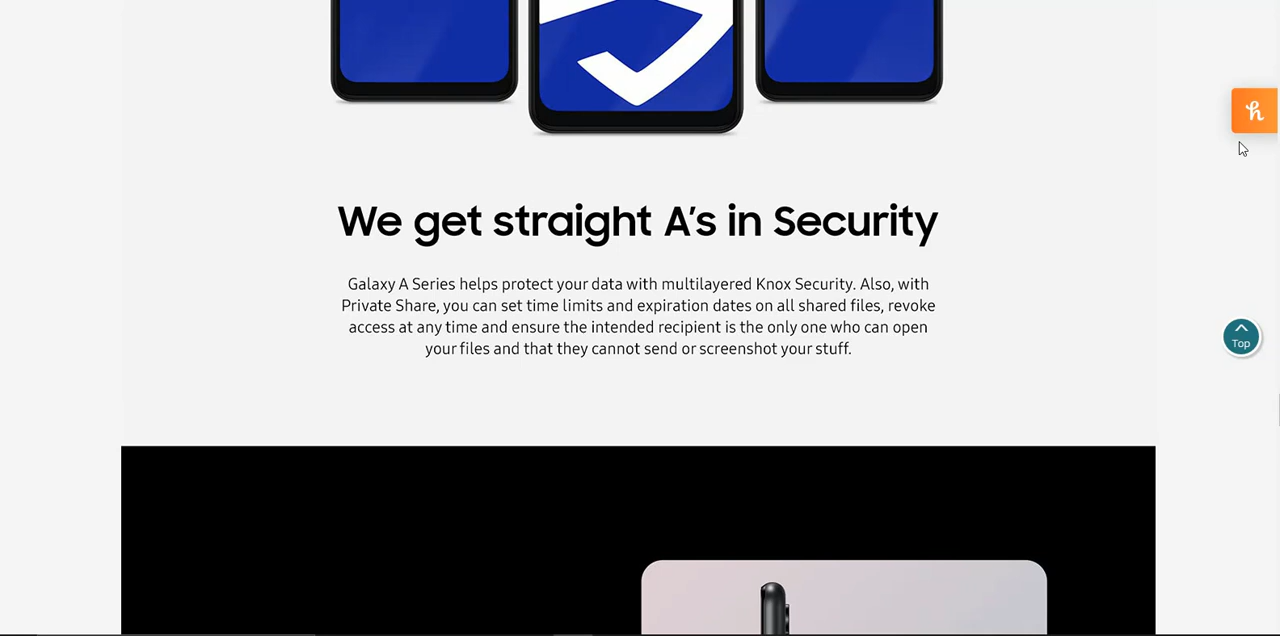 h
We get straight A's in Security
Galaxy A Series helps protect your data with multilayered Knox Security. Also, with
Private Share, you can set time limits and expiration dates on all shared files, revoke
access at any time and ensure the intended recipient is the only one who can open
your files and that they cannot send or screenshot your stuff.
Top